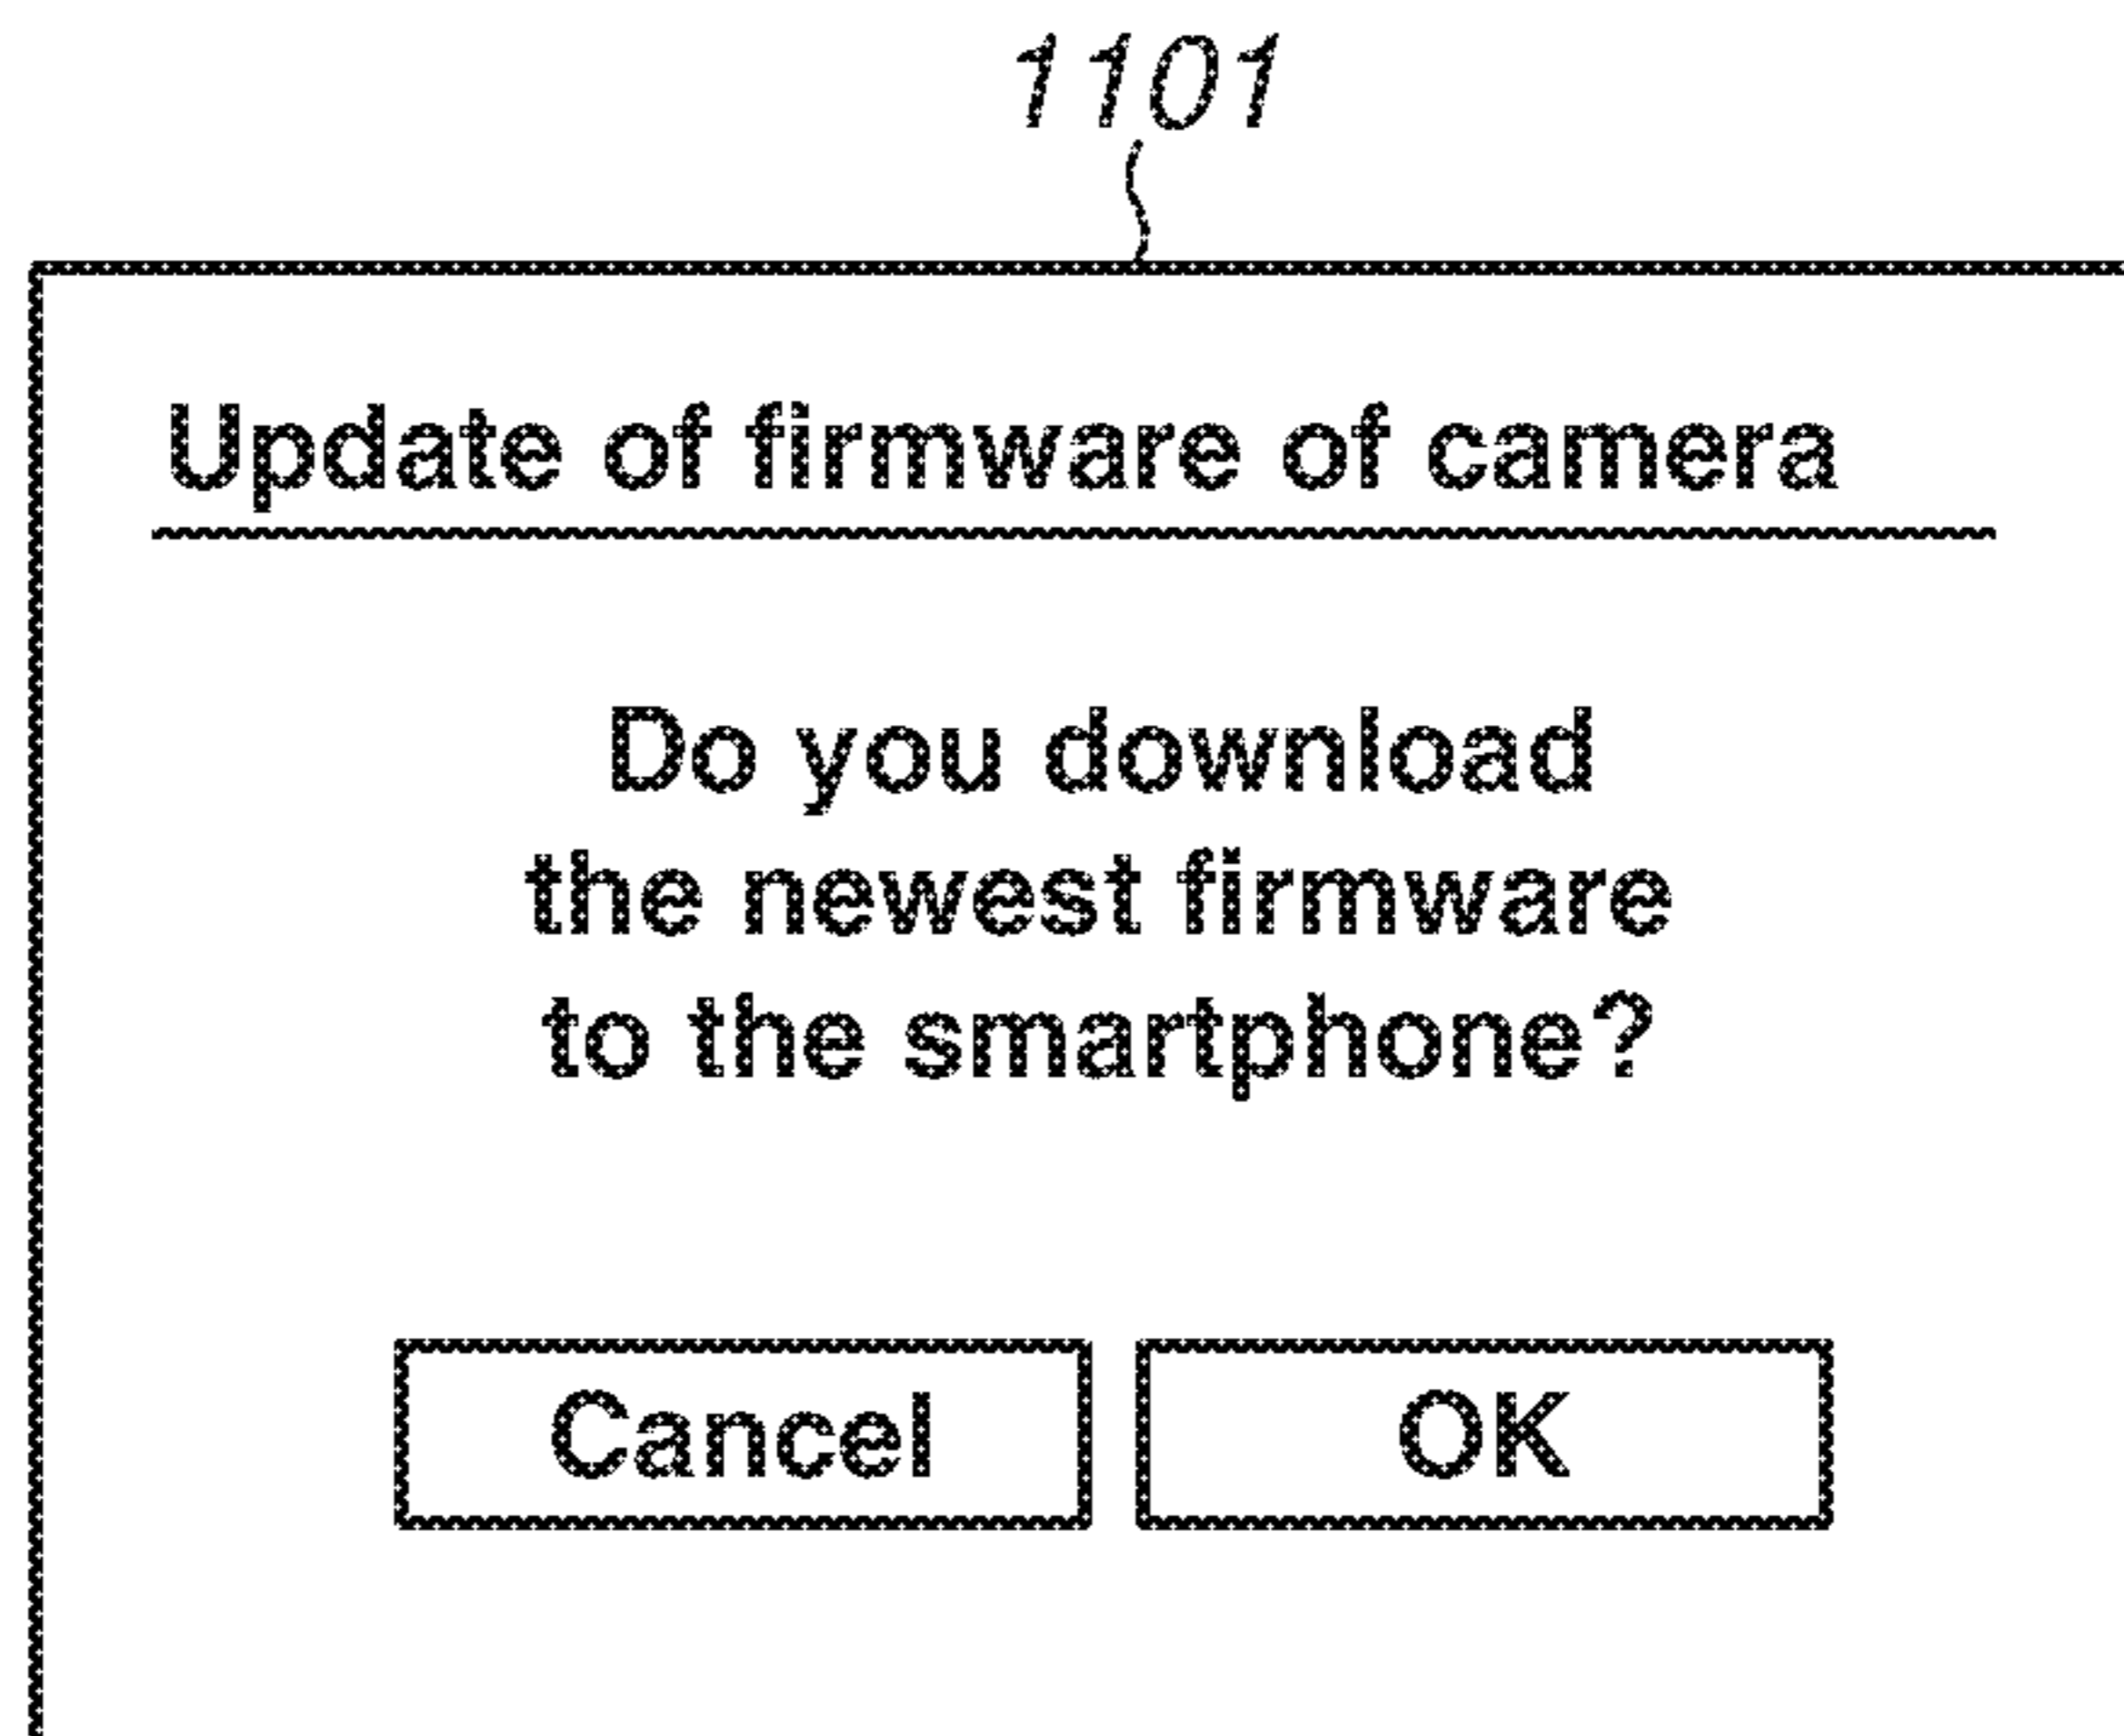 1101
Update of firmware of camera
Do you download
the newest firmware
to the smartphone?
Cancel OK